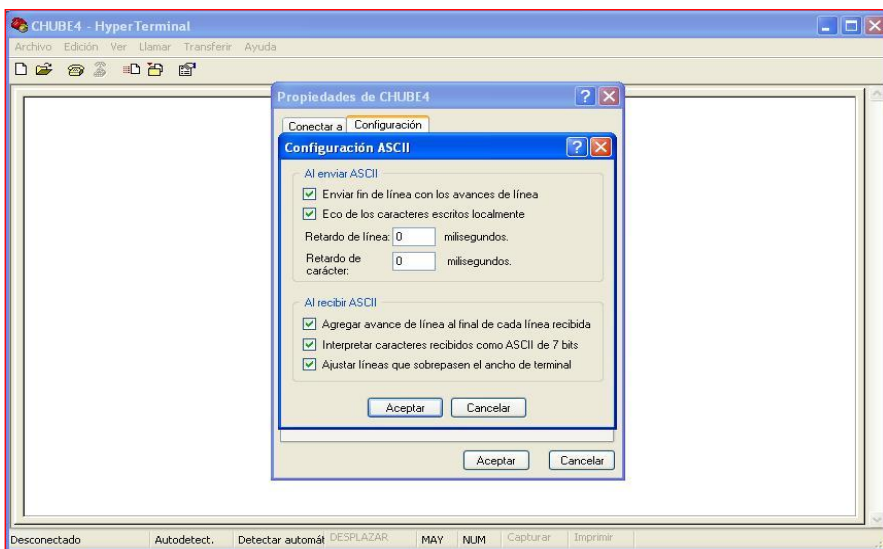 CHUBE4 - HyperTerminal
Archivo Edición Ver Llamar Transferir Ayuda
Propiedades de CHUBE4
Conectar a Configuración
Configuración ASCII
Al enviar ASCII
Enviar fin de línea con los avances de línea
Eco de los caracteres escritos localmente
Retardo de línea: 0 milisegundos.
Retardo de
carácter: 0 milisegundos.
Al recibir ASCII
Agregar avance de línea al final de cada línea recibida
Interpretar caracteres recibidos como ASCII de 7 bits
Ajustar líneas que sobrepasen el ancho de terminal
Aceptar Cancelar
Aceptar Cancelar
Desconectado Autodetect. Detectar automát DESPLAZAR MAY NUM Capturar Imprimir